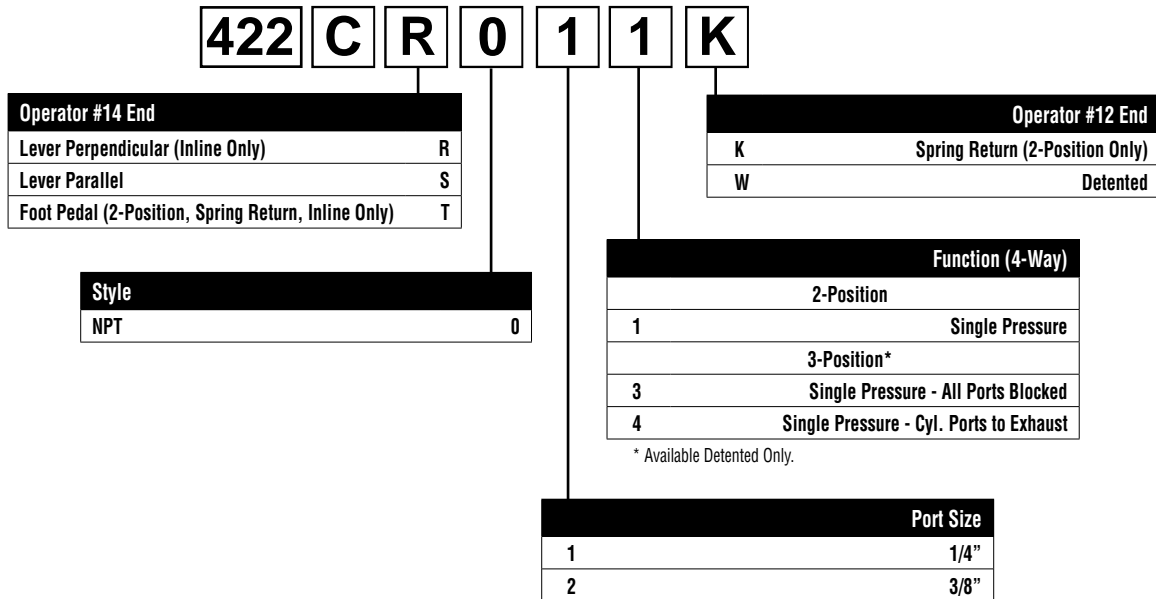 422 C R 0 1 1 K
Operator #14 End
Lever Perpendicular (Inline Only) R
Lever Parallel S
Foot Pedal (2-Position, Spring Return, Inline Only) T
Operator #12 End
K Spring Return (2-Position Only)
W Detented
Style
NPT 0
Function (4-Way)
2-Position
1 Single Pressure
3-Position*
3 Single Pressure - All Ports Blocked
4 Single Pressure - Cyl. Ports to Exhaust
* Available Detented Only.
Port Size
1 1/4”
2 3/8”